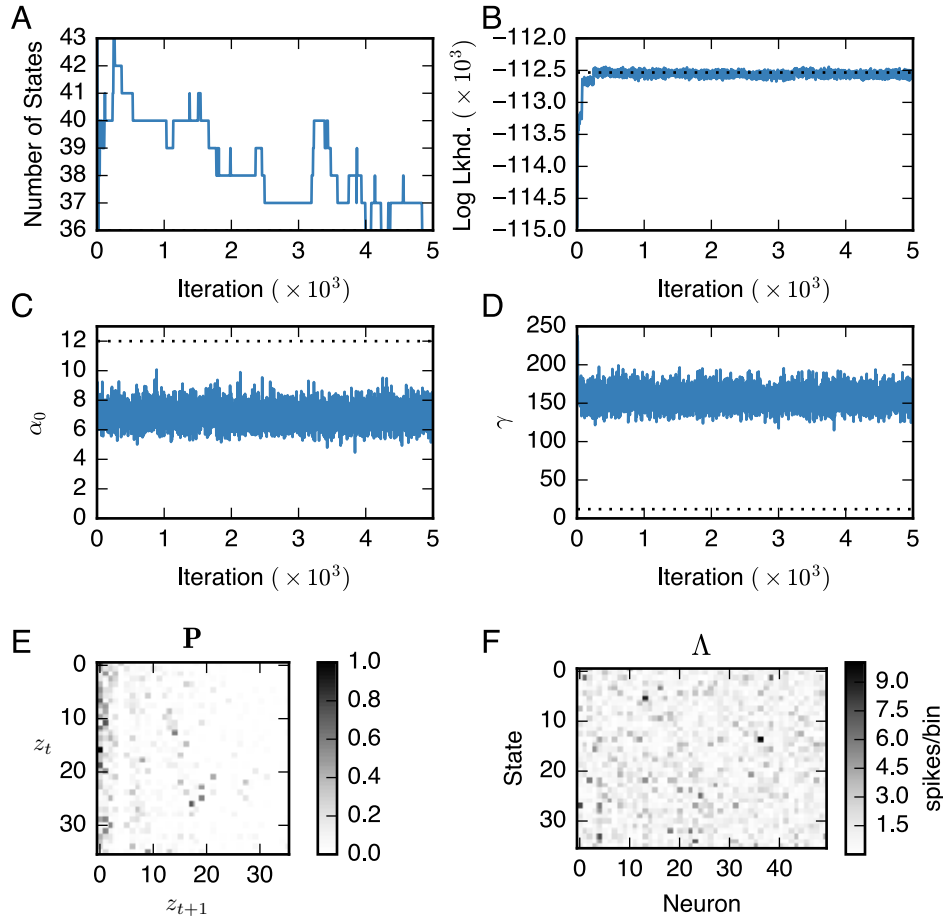 A
Number of States
43
42
41
40
39
38
37
36
0 1 2 3 4 5
Iteration (×10³)
B
Log Lkhd. (×10³)
−112.0
−112.5
−113.0
−113.5
−114.0
−114.5
−115.0
0 1 2 3 4 5
Iteration (×10³)
C
α₀
12
10
8
6
4
2
0
0 1 2 3 4 5
Iteration (×10³)
D
γ
250
200
150
100
50
0
0 1 2 3 4 5
Iteration (×10³)
E
P
z_t
0
10
20
30
0 10 20 30
z_{t+1}
1.0
0.8
0.6
0.4
0.2
0.0
F
Λ
State
0
10
20
30
0 10 20 30 40
Neuron
9.0
7.5
6.0
4.5
3.0
1.5
spikes/bin